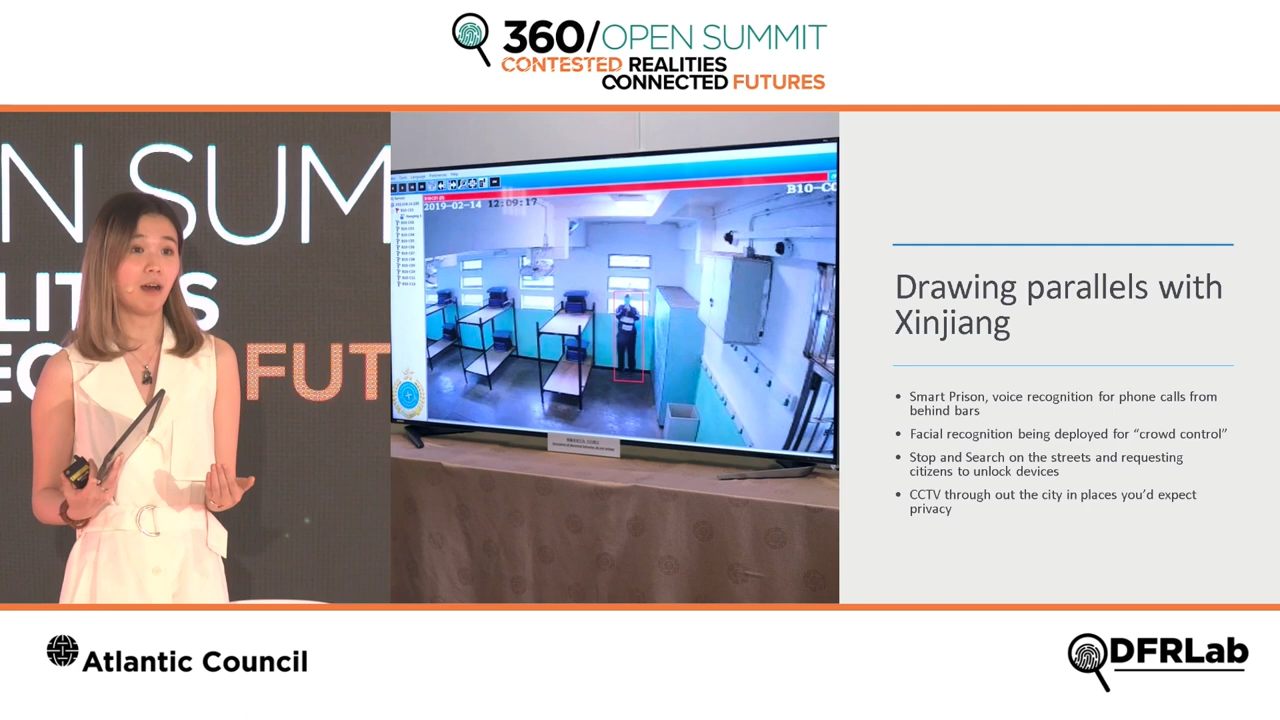 360/OPEN SUMMIT
CONTESTED REALITIES
CONNECTED FUTURES
N SUM
LITIES
FUT
2019-02-14 12:09:17
B10-C0
Drawing parallels with
Xinjiang
• Smart Prison, voice recognition for phone calls from
behind bars
• Facial recognition being deployed for “crowd control”
• Stop and Search on the streets and requesting
citizens to unlock devices
• CCTV through out the city in places you’d expect
privacy
Atlantic Council
DFRLab